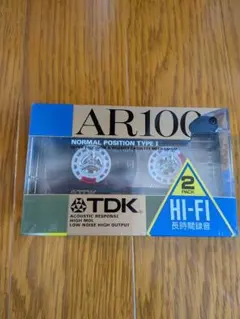 AR100
NORMAL POSITION TYPE I
TDK
TDK
ACOUSTIC RESPONSE
HIGH MOL
LOW NOISE HIGH OUTPUT
2
PACK
HI-FI
長時間録音